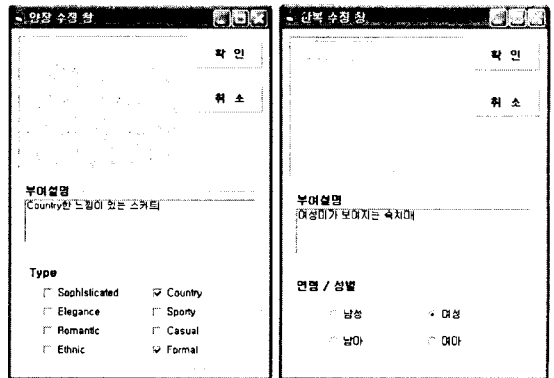 양장 수정 창
확 인
취 소
부여설명
Country한 느낌이 있는 스커트
Type
Sophisticated
Country
Elegance
Sporty
Romantic
Casual
Ethnic
Formal
한복 수정 창
확 인
취 소
부여설명
여성미가 보여지는 속치마
연령 / 성별
남성
여성
남아
여아